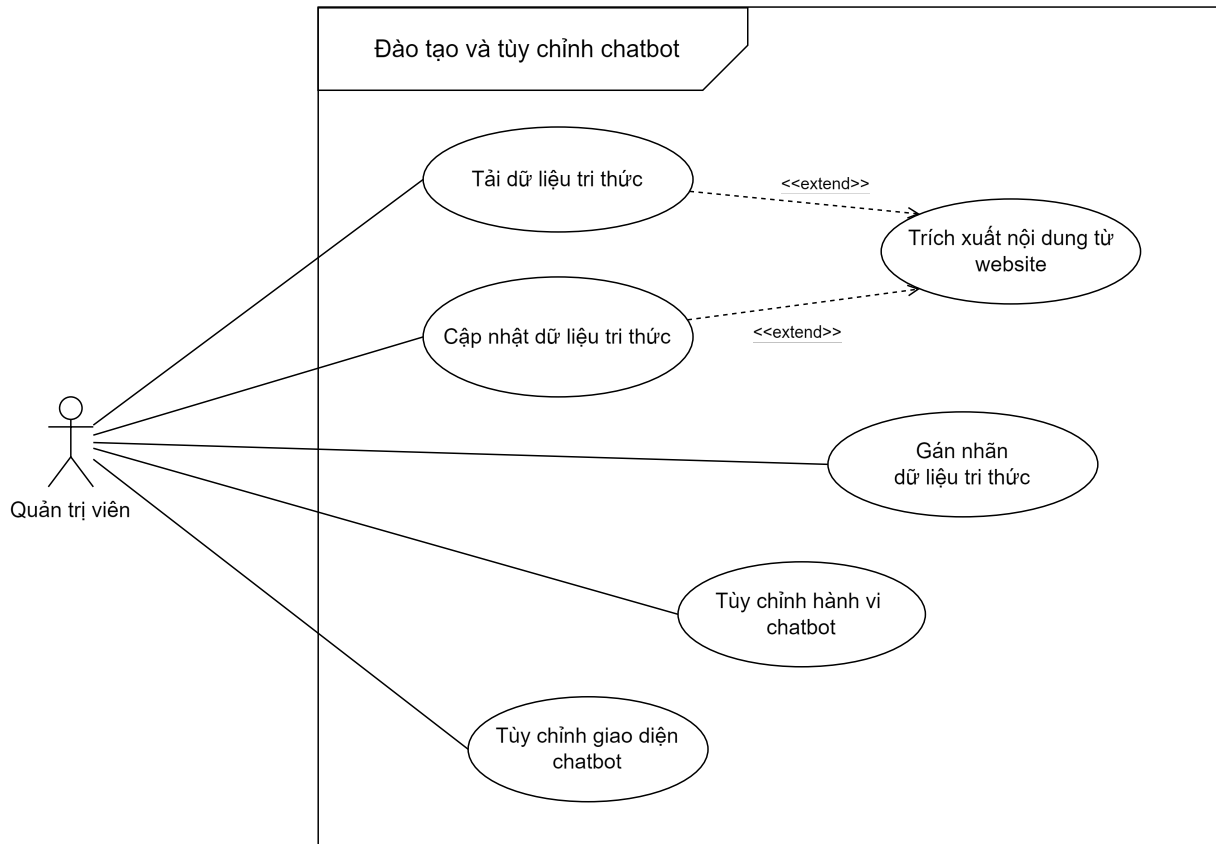 Đào tạo và tùy chỉnh chatbot
Tải dữ liệu tri thức
<<extend>>
Trích xuất nội dung từ
website
Cập nhật dữ liệu tri thức
<<extend>>
Gán nhãn
dữ liệu tri thức
Quản trị viên
Tùy chỉnh hành vi
chatbot
Tùy chỉnh giao diện
chatbot